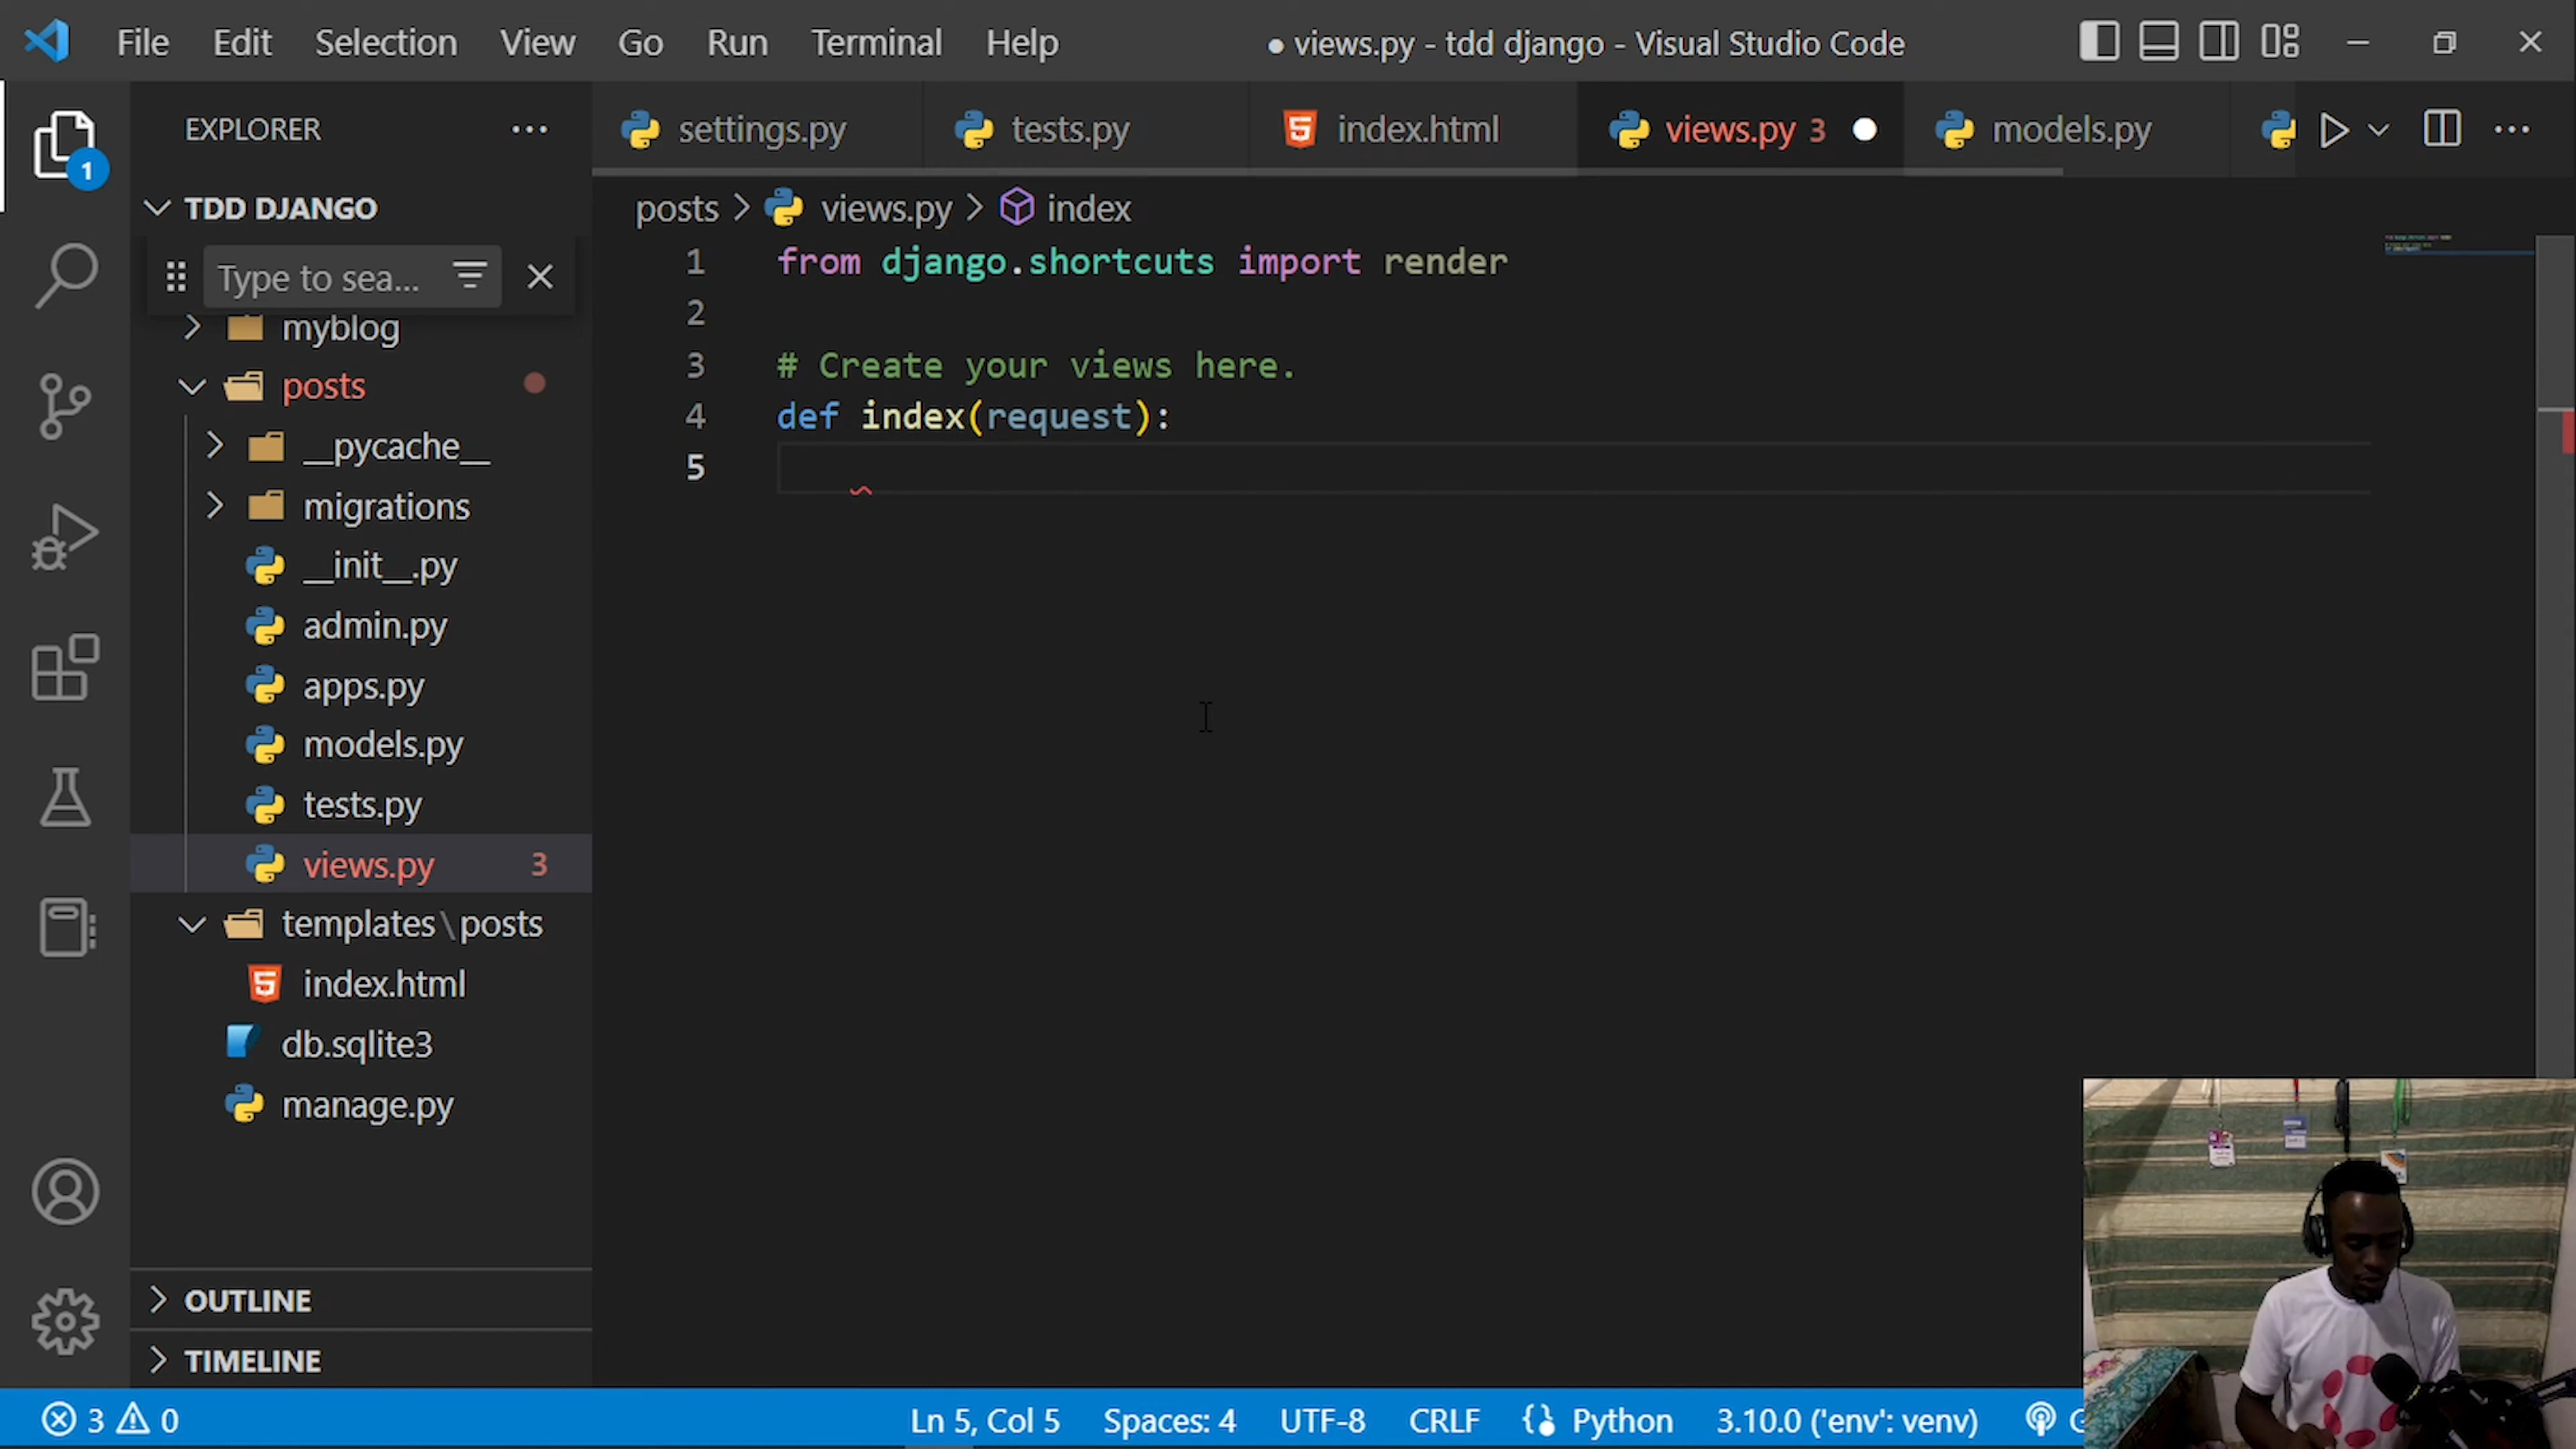 File Edit Selection View Go Run Terminal Help ● views.py - tdd django - Visual Studio Code
EXPLORER ···
settings.py tests.py index.html views.py 3 models.py
1
TDD DJANGO
posts > views.py > index
Type to sea...
1 from django.shortcuts import render
2
3 # Create your views here.
4 def index(request):
5
myblog
posts
__pycache__
migrations
__init__.py
admin.py
apps.py
models.py
tests.py
views.py 3
templates\posts
index.html
db.sqlite3
manage.py
OUTLINE
TIMELINE
3 0 Ln 5, Col 5 Spaces: 4 UTF-8 CRLF Python 3.10.0 ('env': venv)